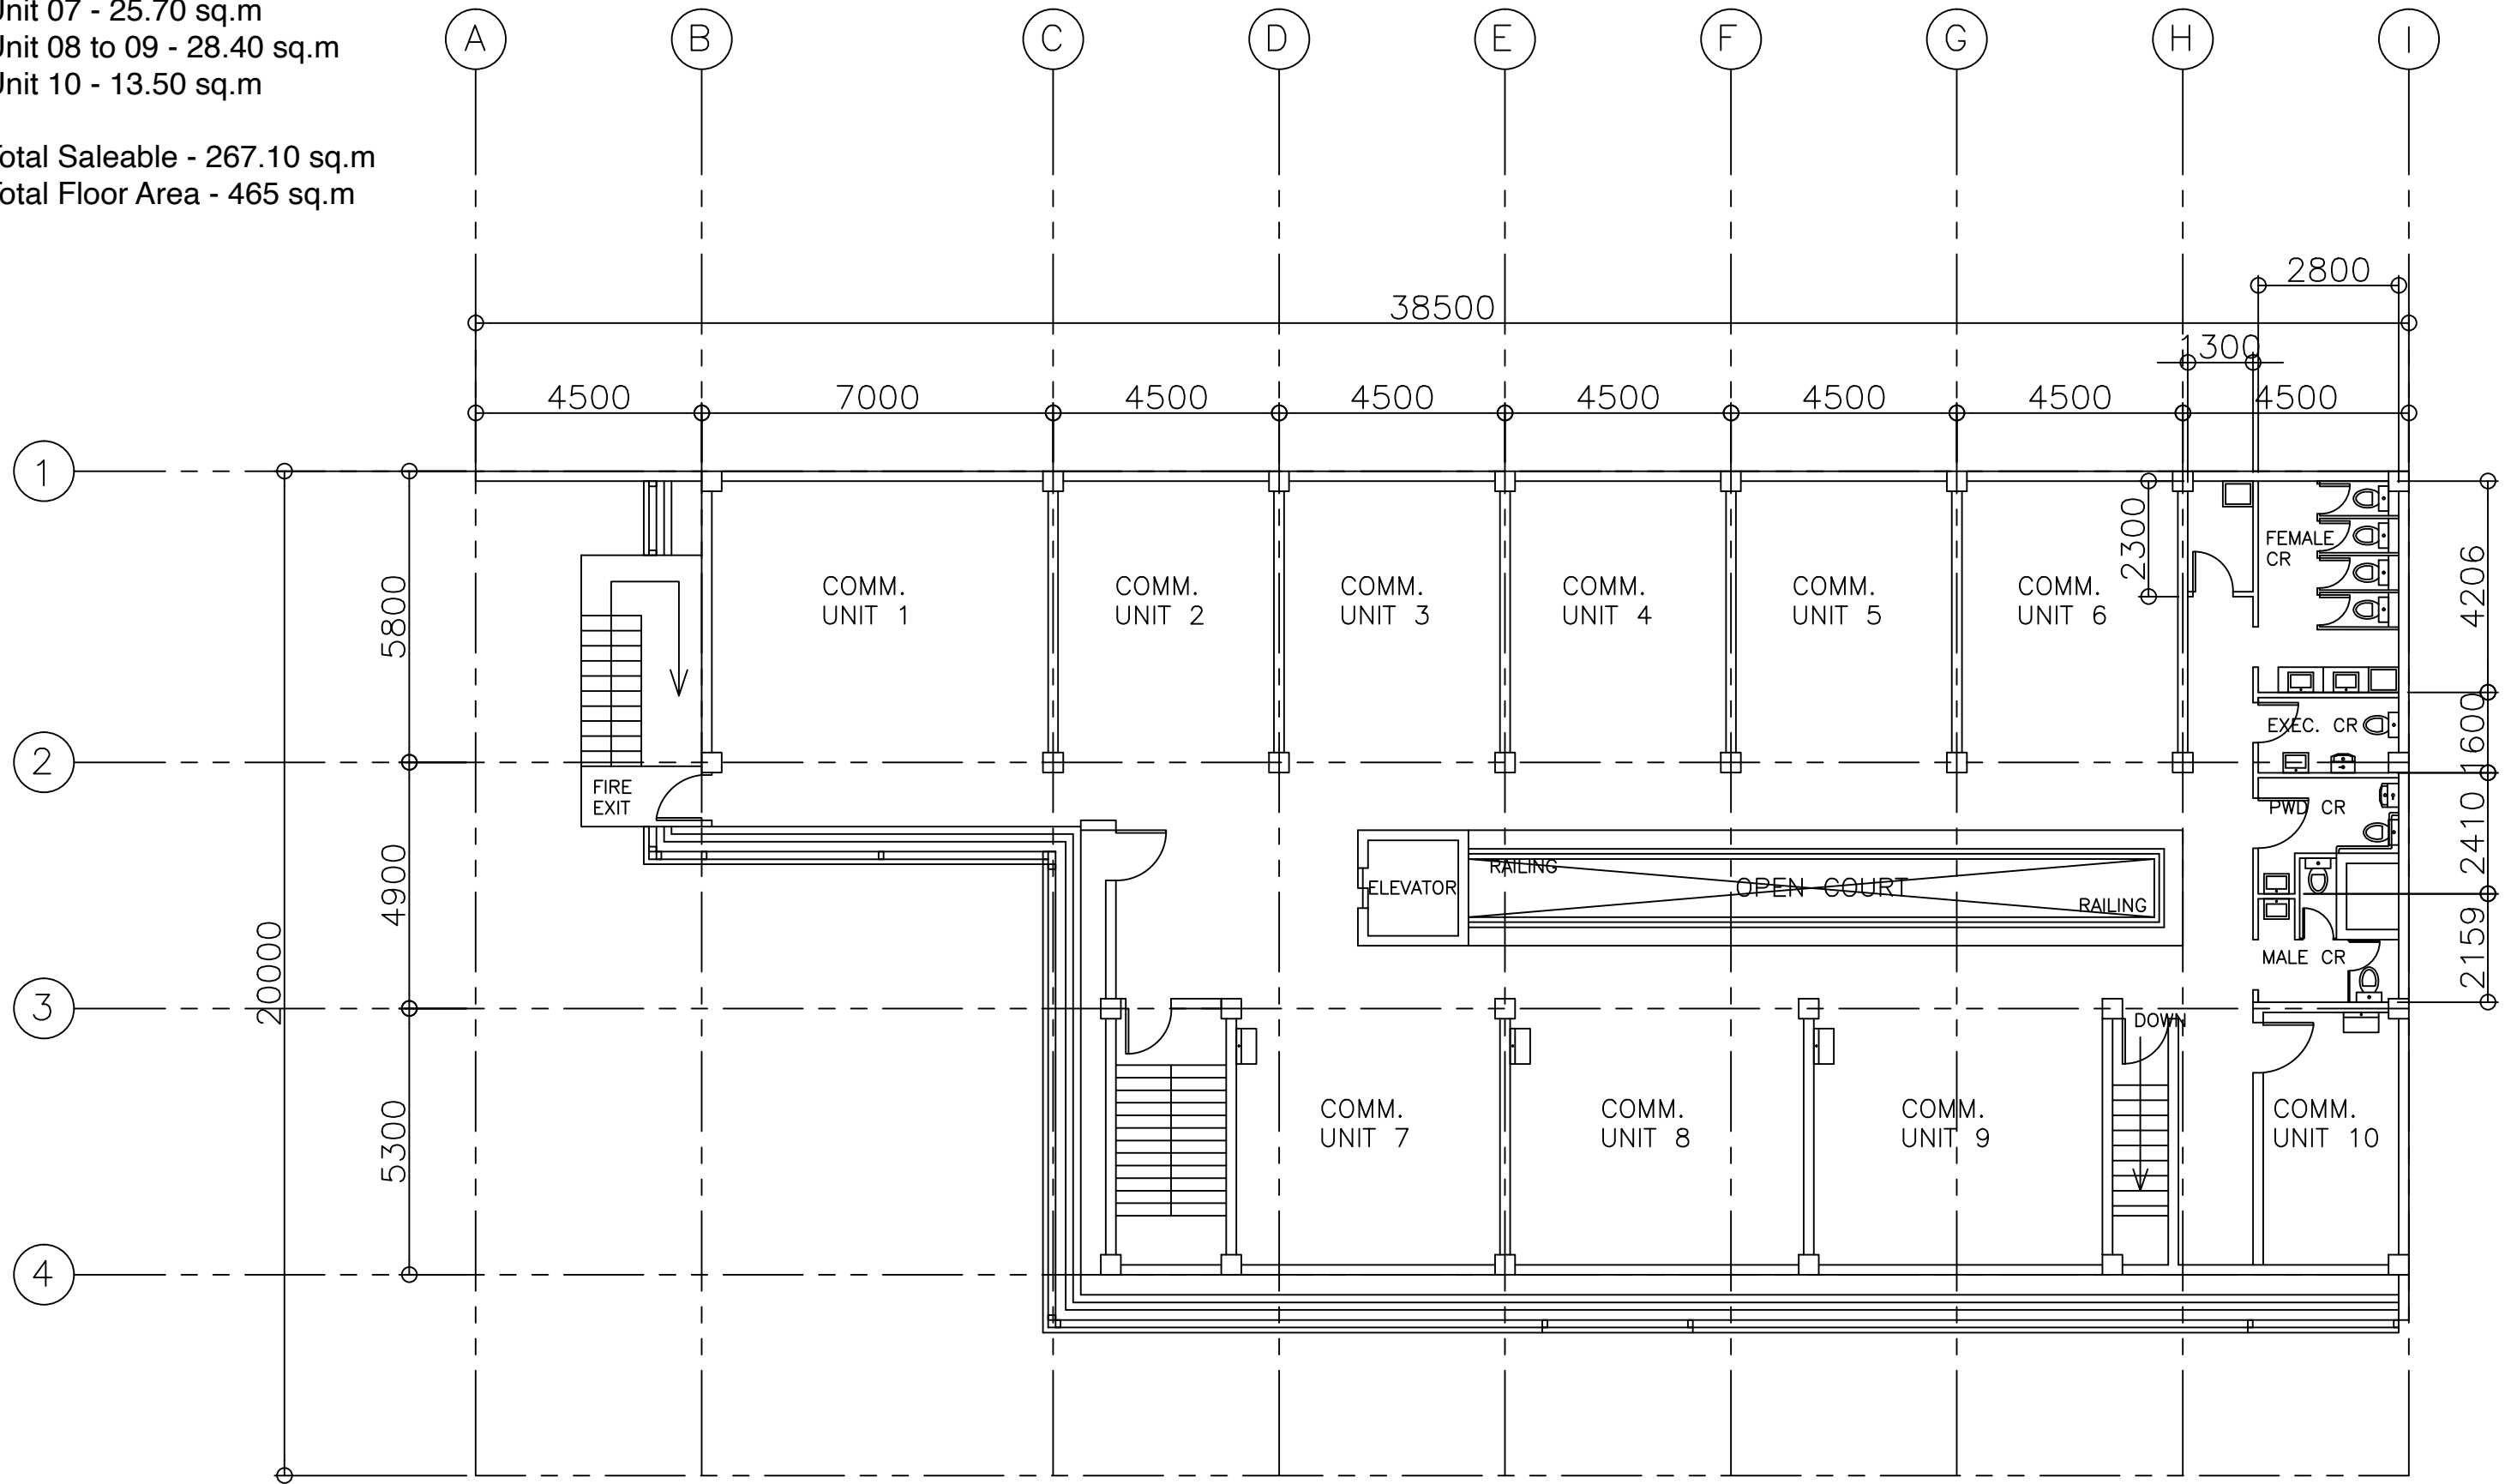 Unit 07 - 25.70 sq.m
Unit 08 to 09 - 28.40 sq.m
Unit 10 - 13.50 sq.m
Total Saleable - 267.10 sq.m
Total Floor Area - 465 sq.m
A B C D E F G H I
2800
38500
1300
4500 7000 4500 4500 4500 4500 4500 4500
1
2300
FEMALE
CR
4206
5800
COMM.
UNIT 1
COMM.
UNIT 2
COMM.
UNIT 3
COMM.
UNIT 4
COMM.
UNIT 5
COMM.
UNIT 6
EXEC. CR
1600
2
FIRE
EXIT
PWD CR
2410
RAILING
ELEVATOR
OPEN COURT
RAILING
4900
20000
MALE CR
2159
3
DOWN
5300
COMM.
UNIT 7
COMM.
UNIT 8
COMM.
UNIT 9
COMM.
UNIT 10
4